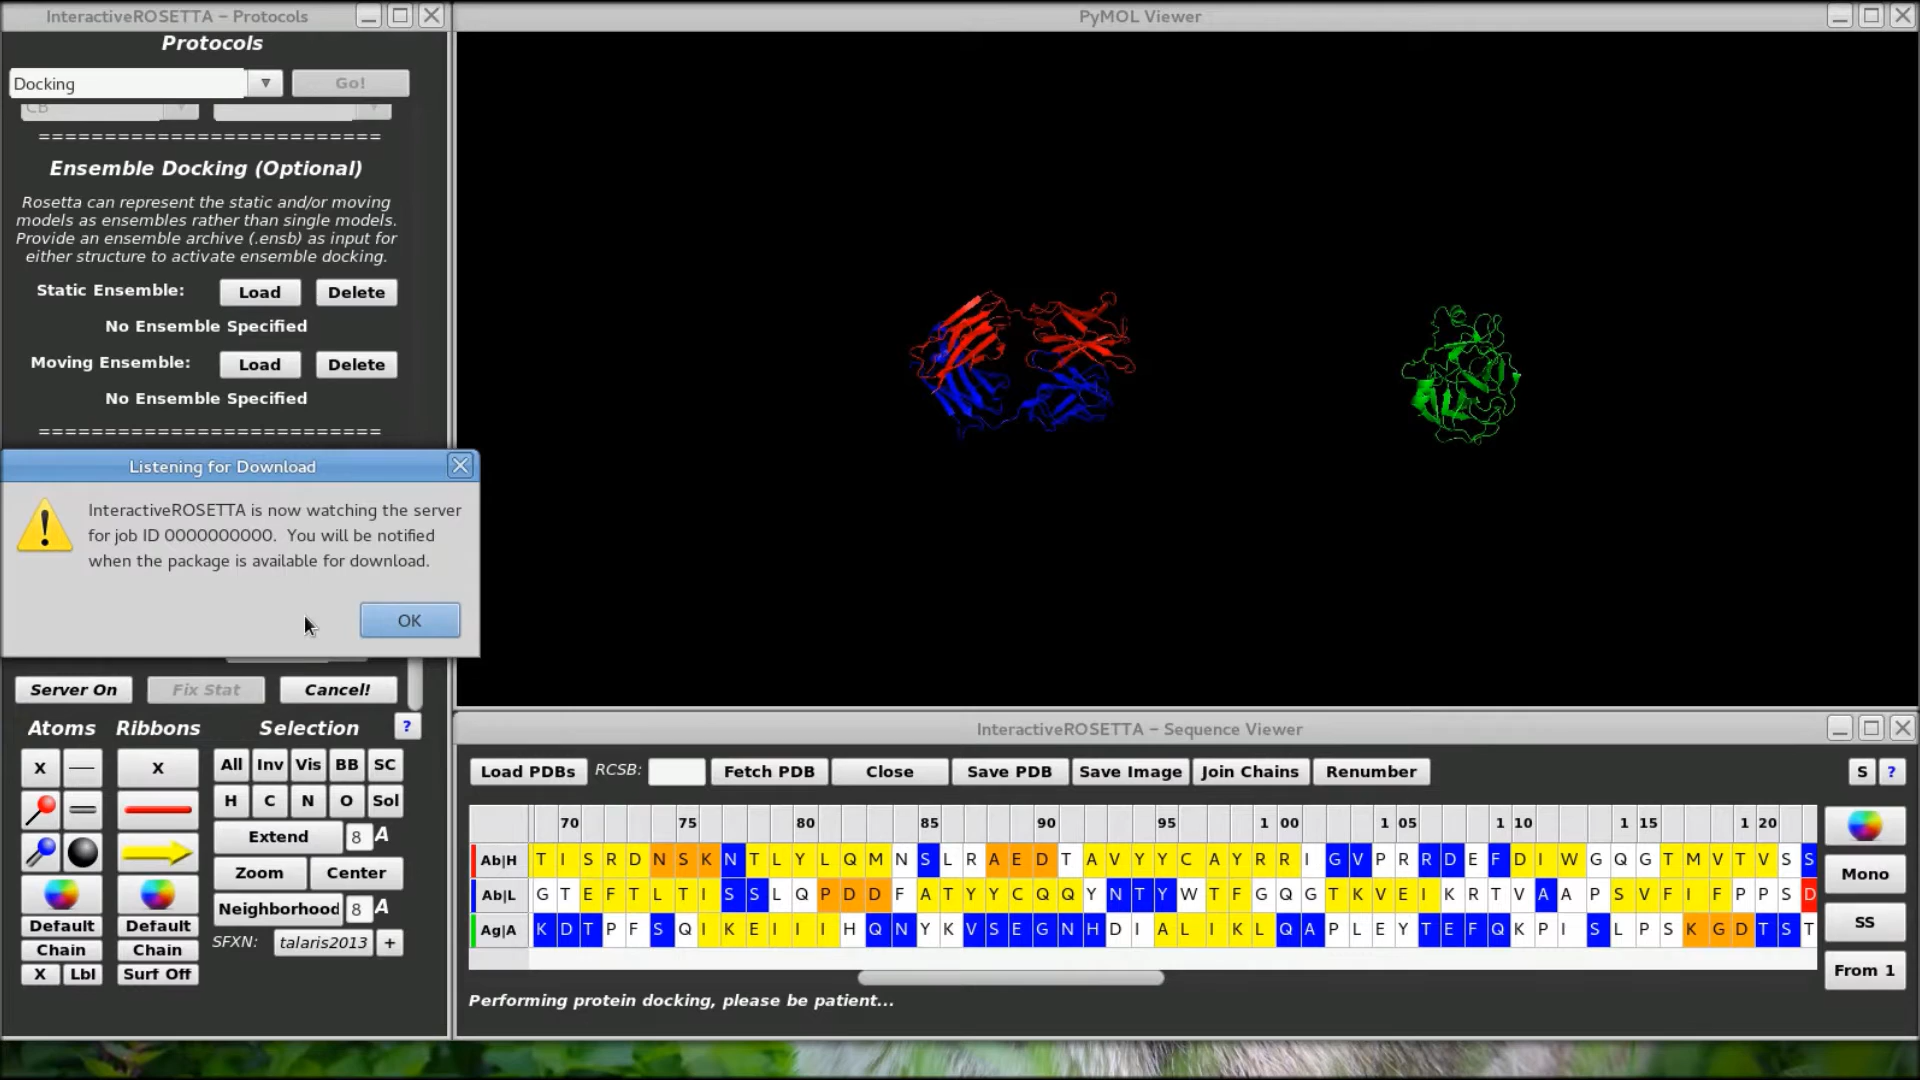 InteractiveROSETTA – Protocols
Protocols
Docking
Go!
CB
==========================
Ensemble Docking (Optional)
Rosetta can represent the static and/or moving
models as ensembles rather than single models.
Provide an ensemble archive (.ensb) as input for
either structure to activate ensemble docking.
Static Ensemble: Load Delete
No Ensemble Specified
Moving Ensemble: Load Delete
No Ensemble Specified
==========================
Listening for Download
InteractiveROSETTA is now watching the server
for job ID 0000000000.  You will be notified
when the package is available for download.
OK
Server On Fix Stat Cancel!
Atoms Ribbons Selection ?
X X All Inv Vis BB SC
H C N O Sol
Extend 8 A
Zoom Center
Neighborhood 8 A
Default Default
SFXN: talaris2013 +
Chain Chain
X Lbl Surf Off
PyMOL Viewer
InteractiveROSETTA – Sequence Viewer
Load PDBs RCSB: Fetch PDB Close Save PDB Save Image Join Chains Renumber S ?
70 75 80 85 90 95 1 00 1 05 1 10 1 15 1 20
Ab|H T I S R D N S K N T L Y L Q M N S L R A E D T A V Y Y C A Y R R I G V P R R D E F D I W G Q G T M V T V S S
Ab|L G T E F T L T I S S L Q P D D F A T Y Y C Q Q Y N T Y W T F G Q G T K V E I K R T V A A P S V F I F P P S D
Ag|A K D T P F S Q I K E I I I H Q N Y K V S E G N H D I A L I K L Q A P L E Y T E F Q K P I S L P S K G D T S T
Mono
SS
From 1
Performing protein docking, please be patient...